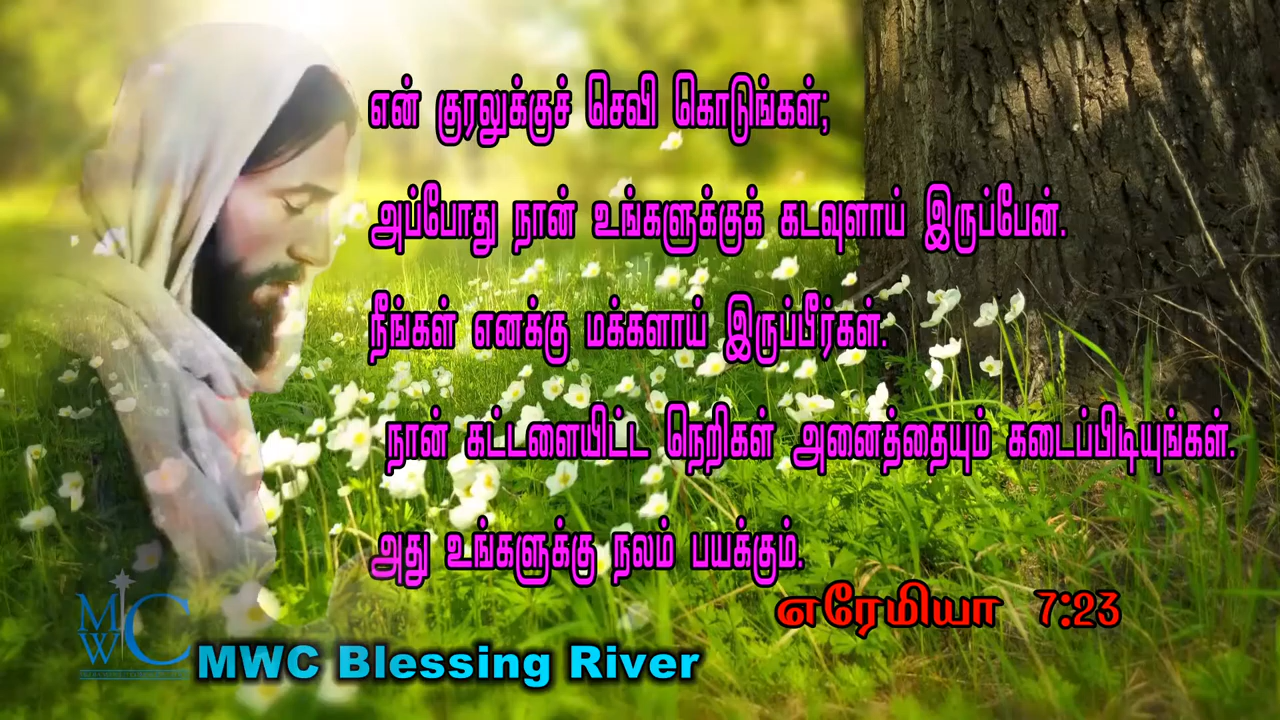 என் குரலுக்குச் செவி கொடுங்கள்;
அப்போது நான் உங்களுக்குக் கடவுளாய் இருப்பேன்.
நீங்கள் எனக்கு மக்களாய் இருப்பீர்கள்.
நான் கட்டளையிட்ட நெறிகள் அனைத்தையும் கடைப்பிடியுங்கள்.
அது உங்களுக்கு நலம் பயக்கும்.
எரேமியா 7:23
MWC
MWC Blessing River